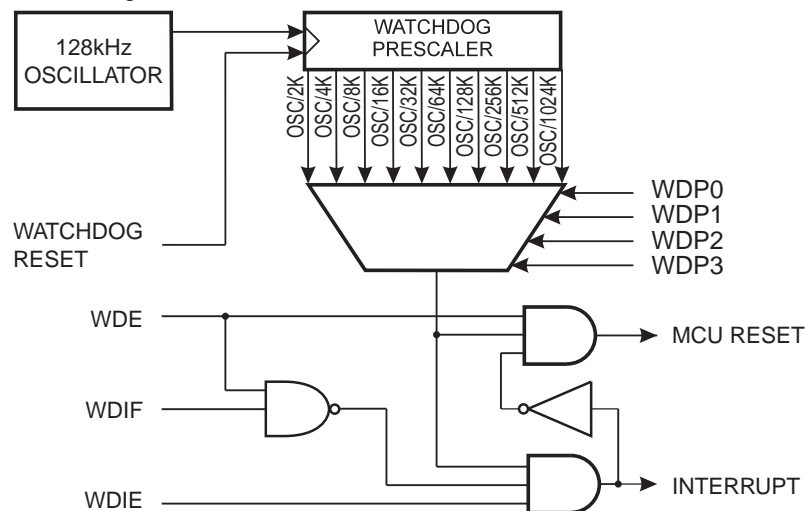 128kHz
OSCILLATOR
WATCHDOG
PRESCALER
OSC/2K
OSC/4K
OSC/8K
OSC/16K
OSC/32K
OSC/64K
OSC/128K
OSC/256K
OSC/512K
OSC/1024K
WDP0
WDP1
WDP2
WDP3
WATCHDOG
RESET
WDE
MCU RESET
WDIF
INTERRUPT
WDIE